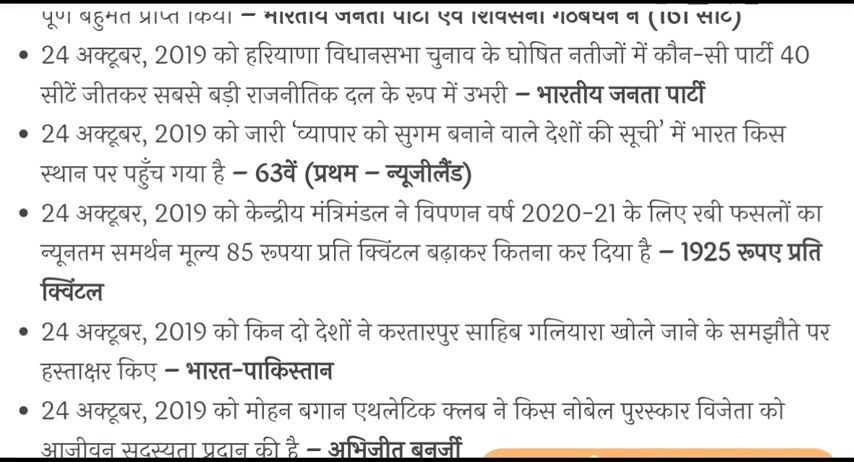 पूर्ण बहुमत प्राप्त किया – भारतीय जनता पार्टी एवं शिवसेना गठबंधन ने (161 सीटें)
• 24 अक्टूबर, 2019 को हरियाणा विधानसभा चुनाव के घोषित नतीजों में कौन-सी पार्टी 40
सीटें जीतकर सबसे बड़ी राजनीतिक दल के रूप में उभरी – भारतीय जनता पार्टी
• 24 अक्टूबर, 2019 को जारी ‘व्यापार को सुगम बनाने वाले देशों की सूची’ में भारत किस
स्थान पर पहुँच गया है – 63वें (प्रथम – न्यूजीलैंड)
• 24 अक्टूबर, 2019 को केन्द्रीय मंत्रिमंडल ने विपणन वर्ष 2020-21 के लिए रबी फसलों का
न्यूनतम समर्थन मूल्य 85 रूपया प्रति क्विंटल बढ़ाकर कितना कर दिया है – 1925 रूपए प्रति
क्विंटल
• 24 अक्टूबर, 2019 को किन दो देशों ने करतारपुर साहिब गलियारा खोले जाने के समझौते पर
हस्ताक्षर किए – भारत-पाकिस्तान
• 24 अक्टूबर, 2019 को मोहन बगान एथलेटिक क्लब ने किस नोबेल पुरस्कार विजेता को
आजीवन सदस्यता प्रदान की है – अभिजीत बनर्जी